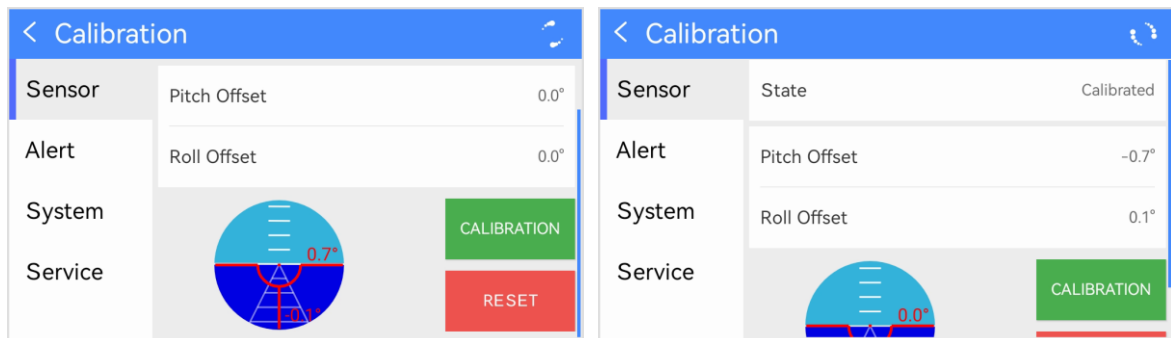 Calibration
Sensor
Alert
System
Service
Pitch Offset 0.0°
Roll Offset 0.0°
0.7°
-0.1°
CALIBRATION
RESET
Calibration
Sensor
Alert
System
Service
State Calibrated
Pitch Offset -0.7°
Roll Offset 0.1°
0.0°
CALIBRATION